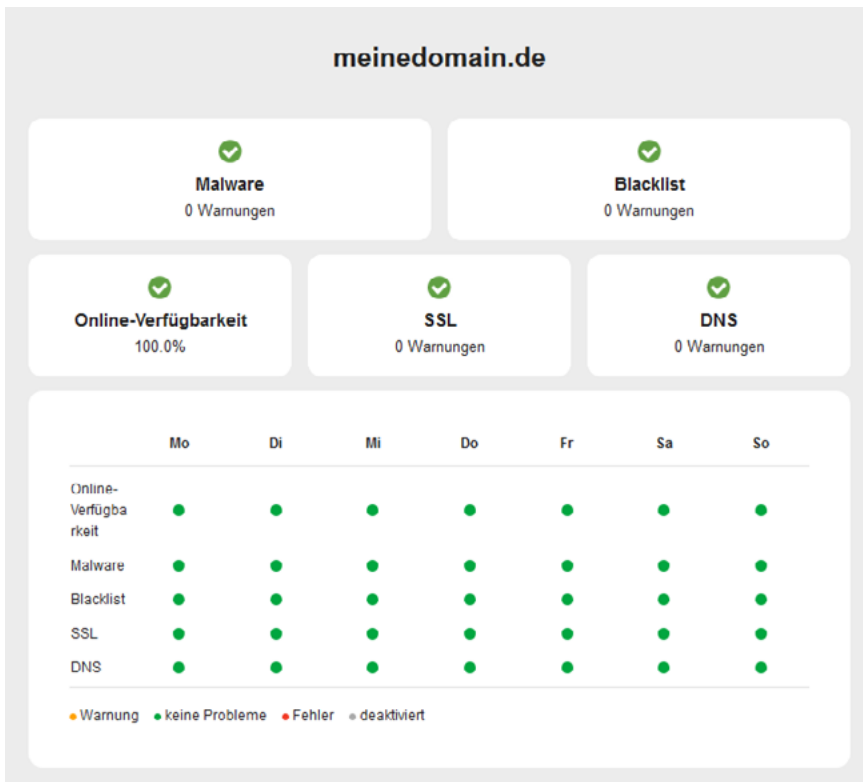 meinedomain.de
Malware
0 Warnungen
Blacklist
0 Warnungen
Online-Verfügbarkeit
100.0%
SSL
0 Warnungen
DNS
0 Warnungen
Mo Di Mi Do Fr Sa So
Online-
Verfügba
rkeit
Malware
Blacklist
SSL
DNS
Warnung keine Probleme Fehler deaktiviert